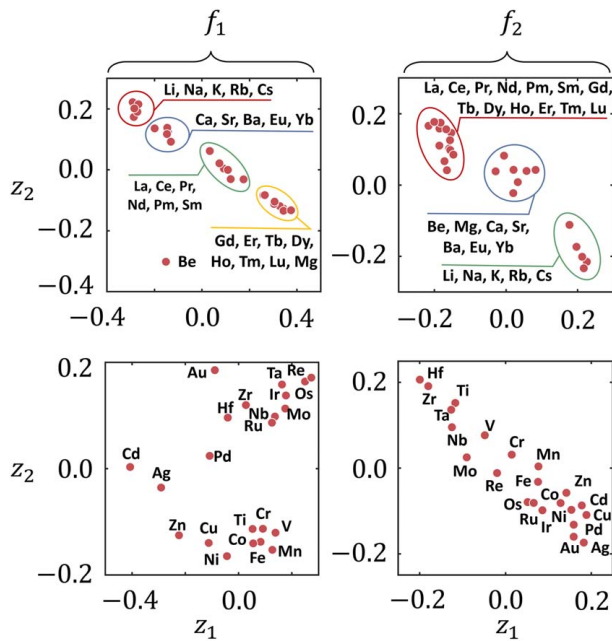 f₁
f₂
Li, Na, K, Rb, Cs
Ca, Sr, Ba, Eu, Yb
La, Ce, Pr,
Nd, Pm, Sm
Gd, Er, Tb, Dy,
Ho, Tm, Lu, Mg
Be
z₂
0.2
0.0
−0.2
−0.4
−0.4
0.0
0.4
La, Ce, Pr, Nd, Pm, Sm, Gd,
Tb, Dy, Ho, Er, Tm, Lu
Be, Mg, Ca, Sr,
Ba, Eu, Yb
Li, Na, K, Rb, Cs
0.2
0.0
−0.2
−0.2
0.0
0.2
Au
Ta
Re
Zr
Ir
Os
Hf
Nb
Mo
Ru
Pd
Cd
Ag
Zn
Cu
Ti
Cr
V
Co
Ni
Fe
Mn
z₂
0.2
0.0
−0.2
−0.4
−0.2
0.0
0.2
z₁
Hf
Zr
Ti
Ta
Nb
V
Mo
Cr
Re
Mn
Fe
Zn
Os
Co
Cd
Ru
Ni
Cu
Ir
Pd
Au
Ag
0.2
0.0
−0.2
−0.2
0.0
0.2
z₁